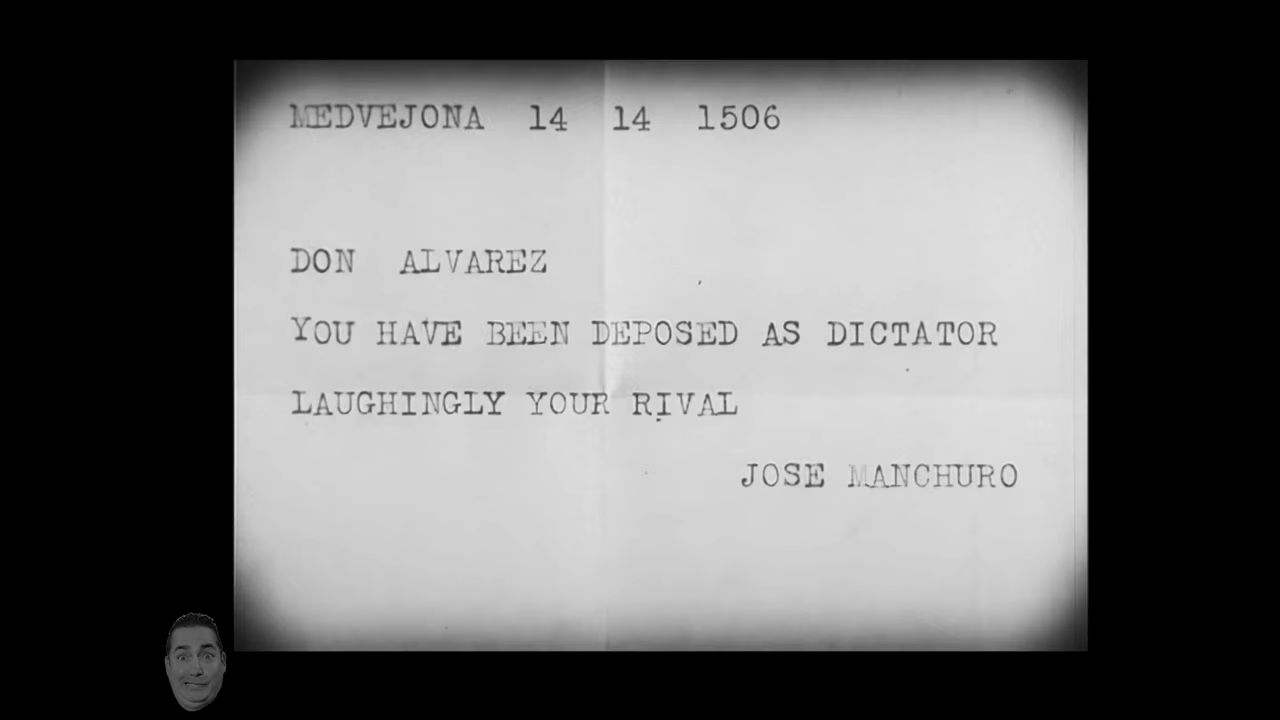 MEDVEJONA 14 14 1506
DON ALVAREZ
YOU HAVE BEEN DEPOSED AS DICTATOR
LAUGHINGLY YOUR RIVAL
JOSE MANCHURO